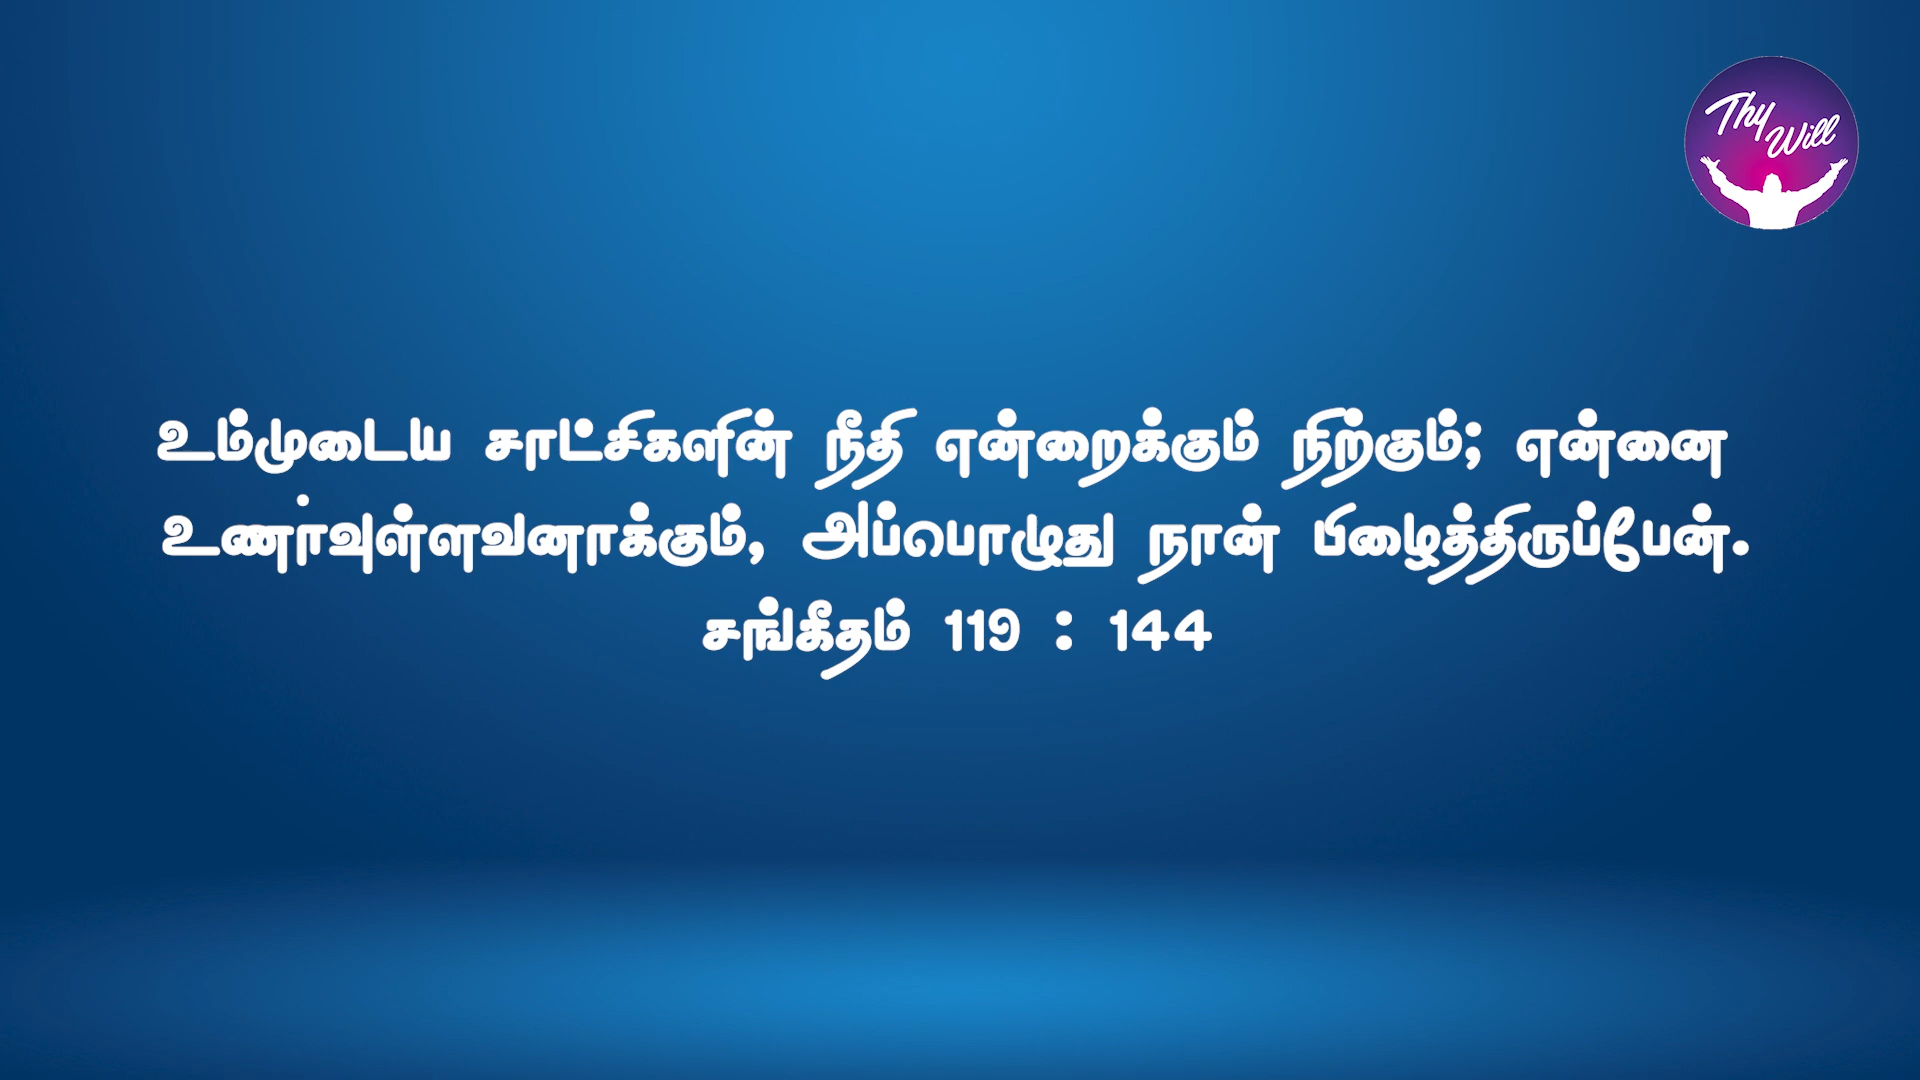 Thy
Will
உம்முடைய சாட்சிகளின் நீதி என்றைக்கும் நிற்கும்; என்னை
உணர்வுள்ளவனாக்கும், அப்பொழுது நான் பிழைத்திருப்பேன்.
சங்கீதம் 119 : 144